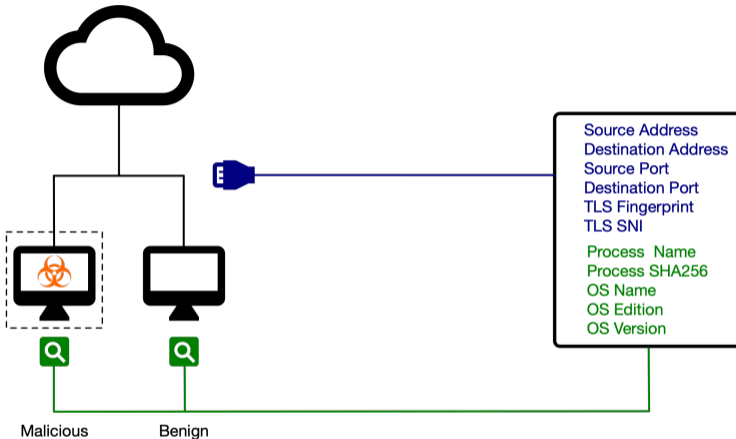 Source Address
Destination Address
Source Port
Destination Port
TLS Fingerprint
TLS SNI
Process Name
Process SHA256
OS Name
OS Edition
OS Version
Malicious
Benign